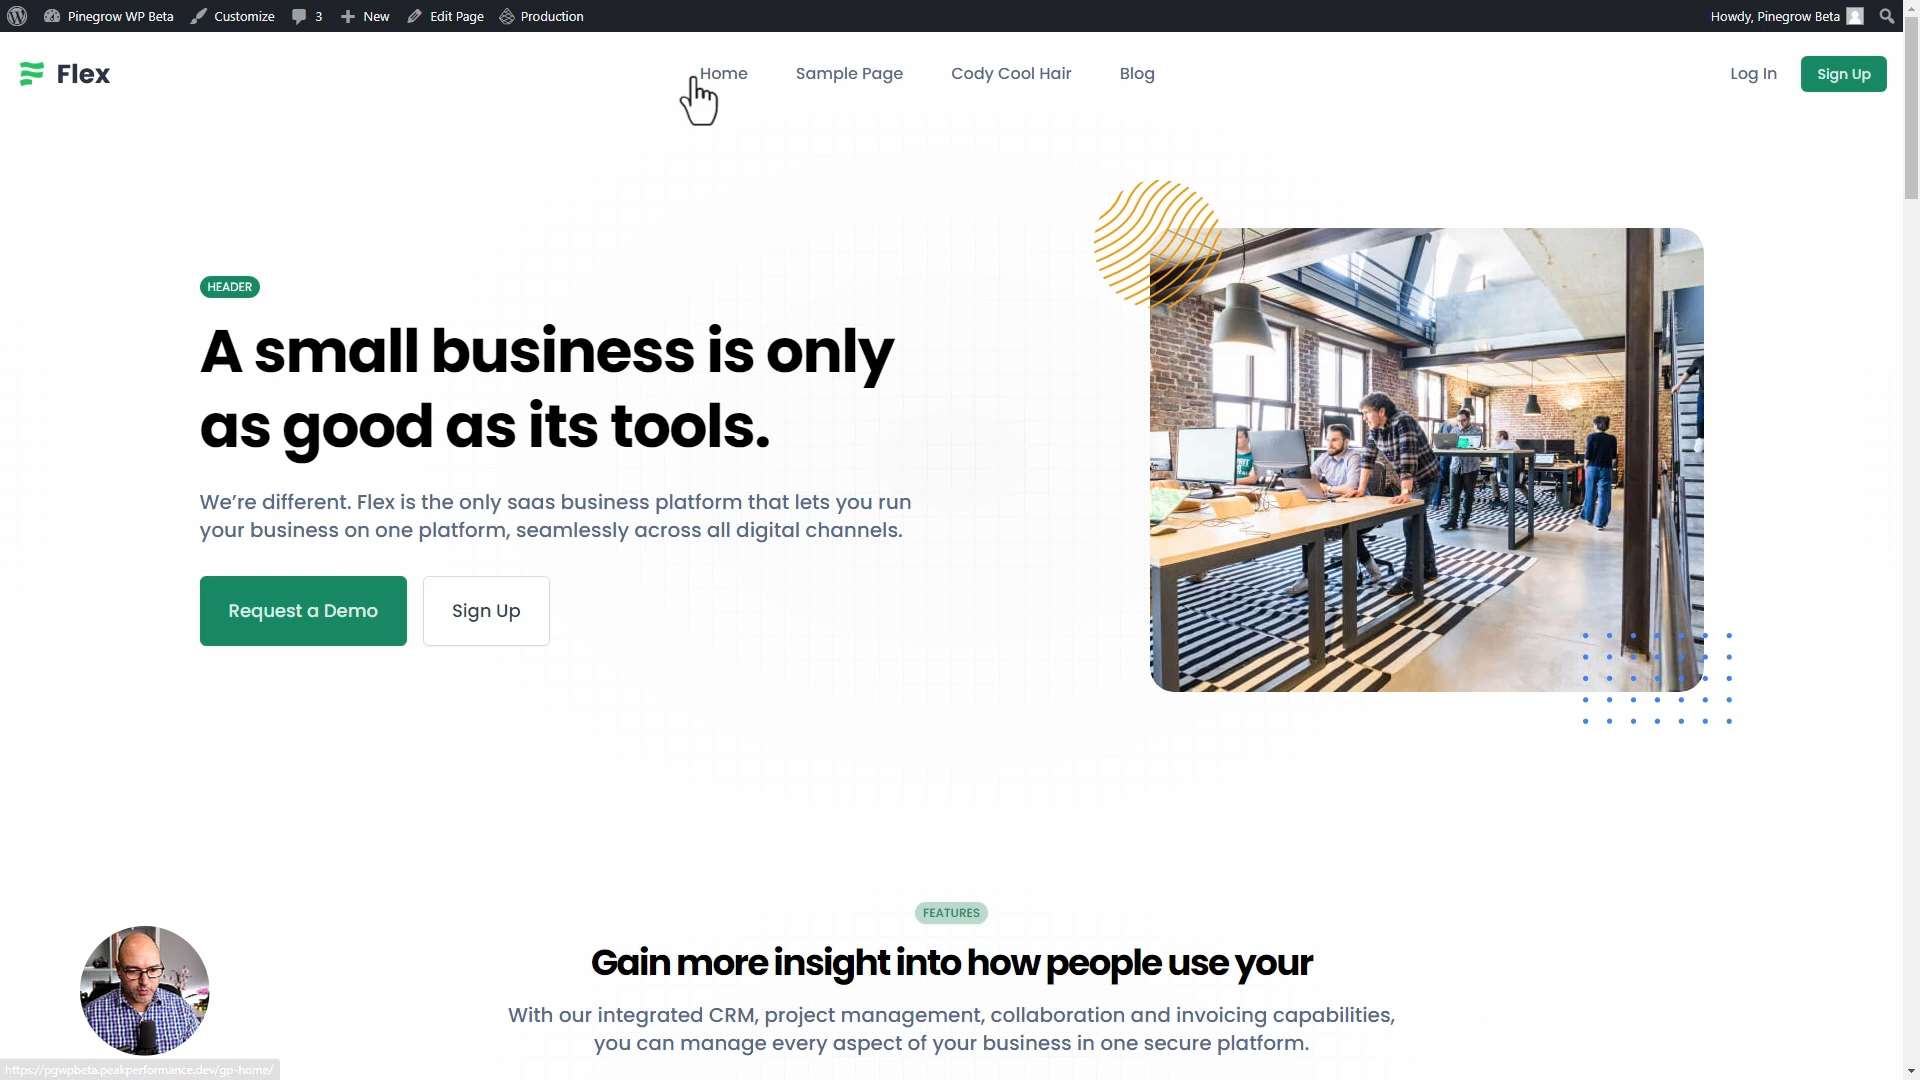 Pinegrow WP Beta Customize 3 New Edit Page Production Howdy, Pinegrow Beta
Flex Home Sample Page Cody Cool Hair Blog Log In Sign Up
HEADER
A small business is only
as good as its tools.
We’re different. Flex is the only saas business platform that lets you run
your business on one platform, seamlessly across all digital channels.
Request a Demo Sign Up
FEATURES
Gain more insight into how people use your
With our integrated CRM, project management, collaboration and invoicing capabilities,
you can manage every aspect of your business in one secure platform.
https://pgwpbeta.peakperformance.dev/gp-home/